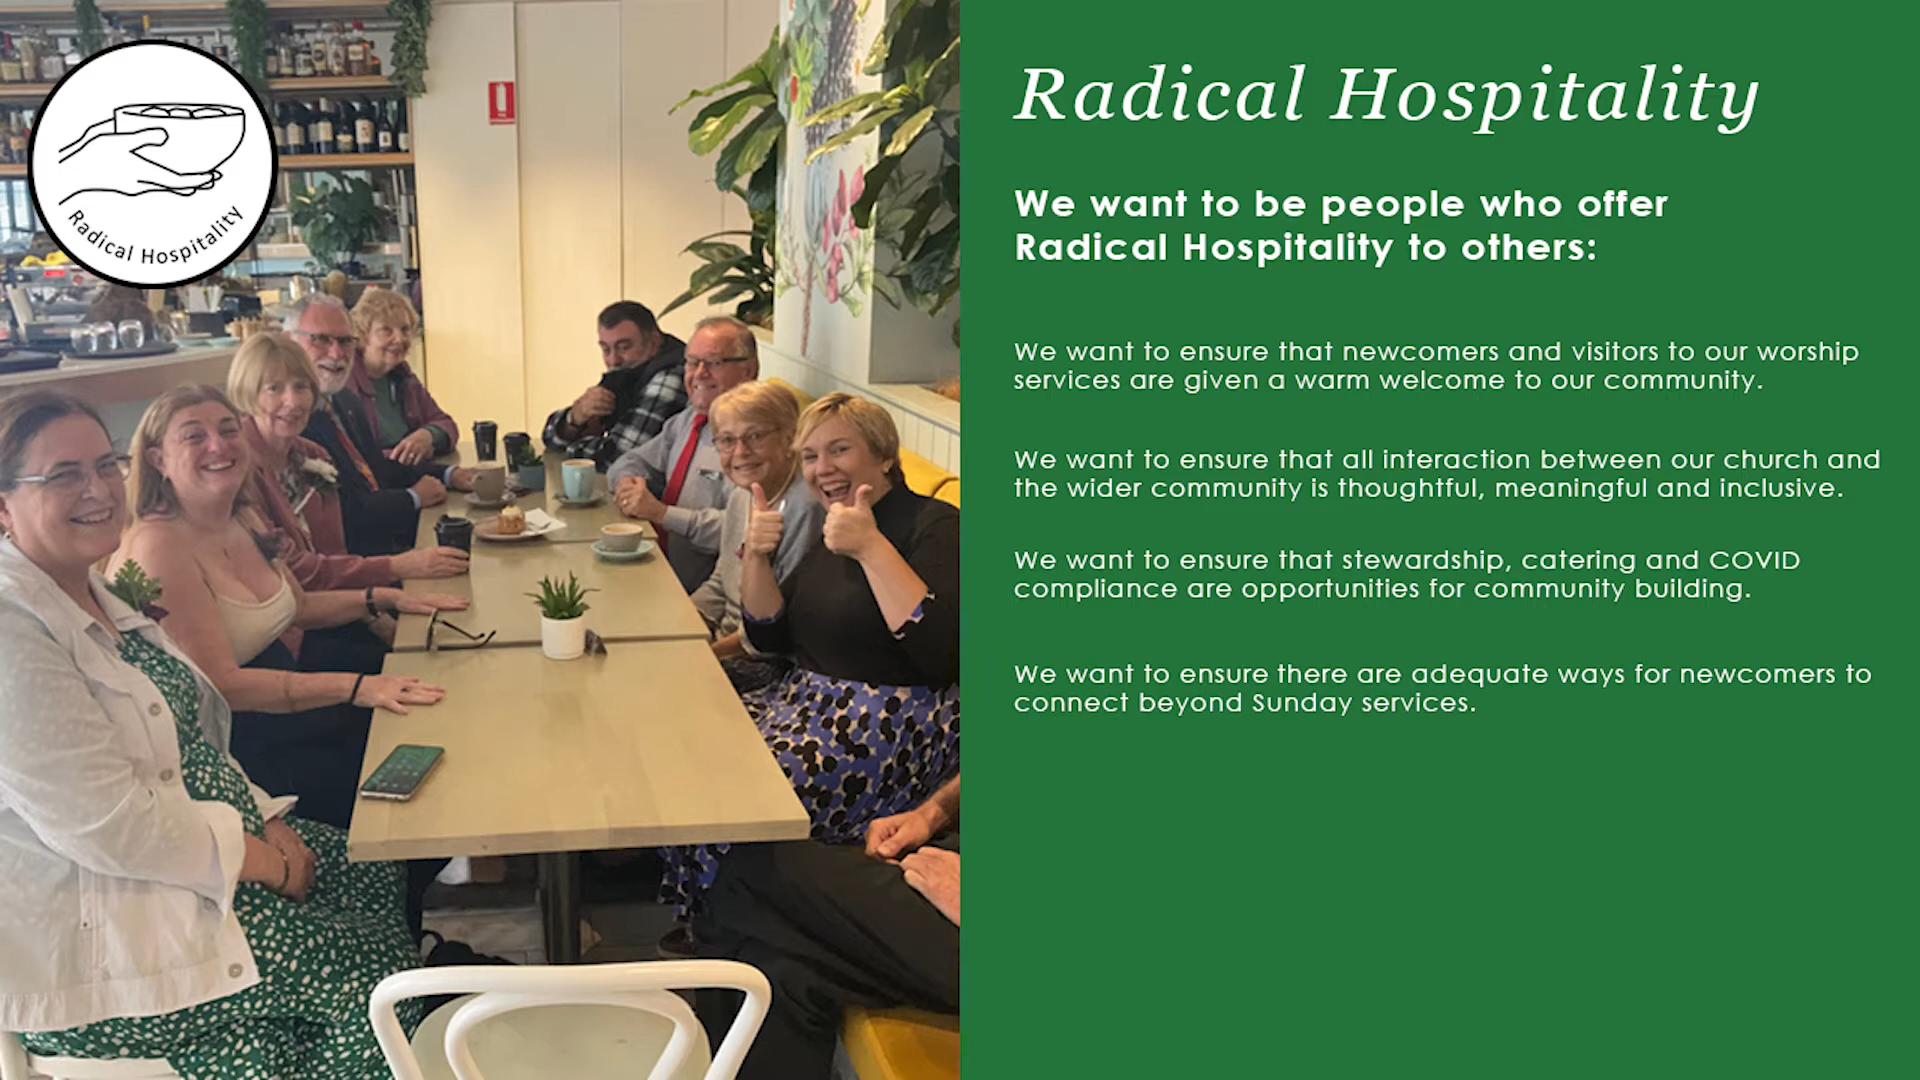 Radical Hospitality
Radical Hospitality
We want to be people who offer
Radical Hospitality to others:
We want to ensure that newcomers and visitors to our worship
services are given a warm welcome to our community.
We want to ensure that all interaction between our church and
the wider community is thoughtful, meaningful and inclusive.
We want to ensure that stewardship, catering and COVID
compliance are opportunities for community building.
We want to ensure there are adequate ways for newcomers to
connect beyond Sunday services.